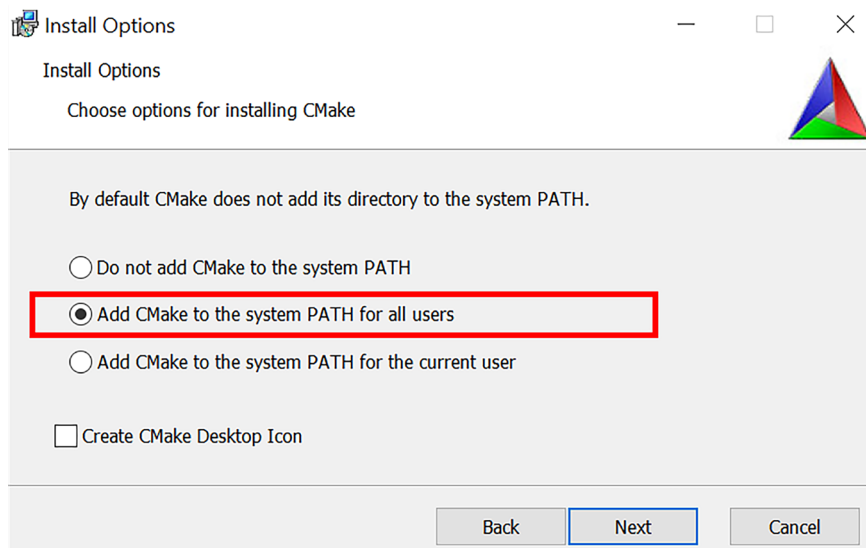 Install Options
Install Options
Choose options for installing CMake
By default CMake does not add its directory to the system PATH.
Do not add CMake to the system PATH
Add CMake to the system PATH for all users
Add CMake to the system PATH for the current user
Create CMake Desktop Icon
Back Next Cancel